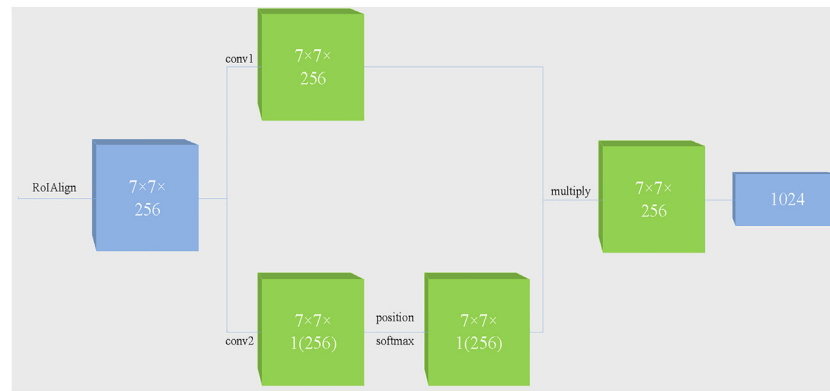 RoIAlign
7×7×
256
conv1
7×7×
256
conv2
7×7×
1(256)
position
softmax
7×7×
1(256)
multiply
7×7×
256
1024